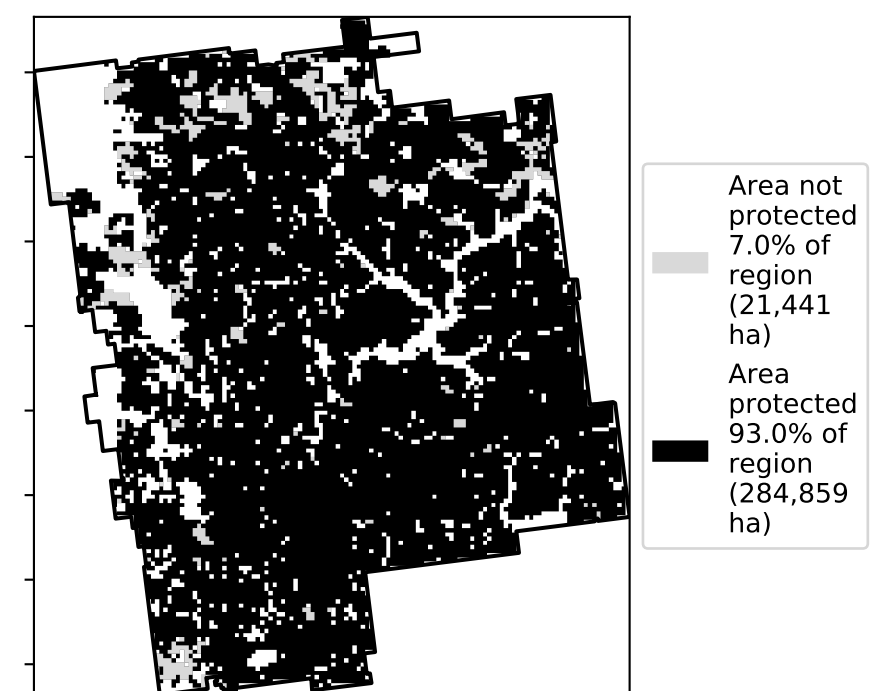 Area not
protected
7.0% of
region
(21,441
ha)
Area
protected
93.0% of
region
(284,859
ha)